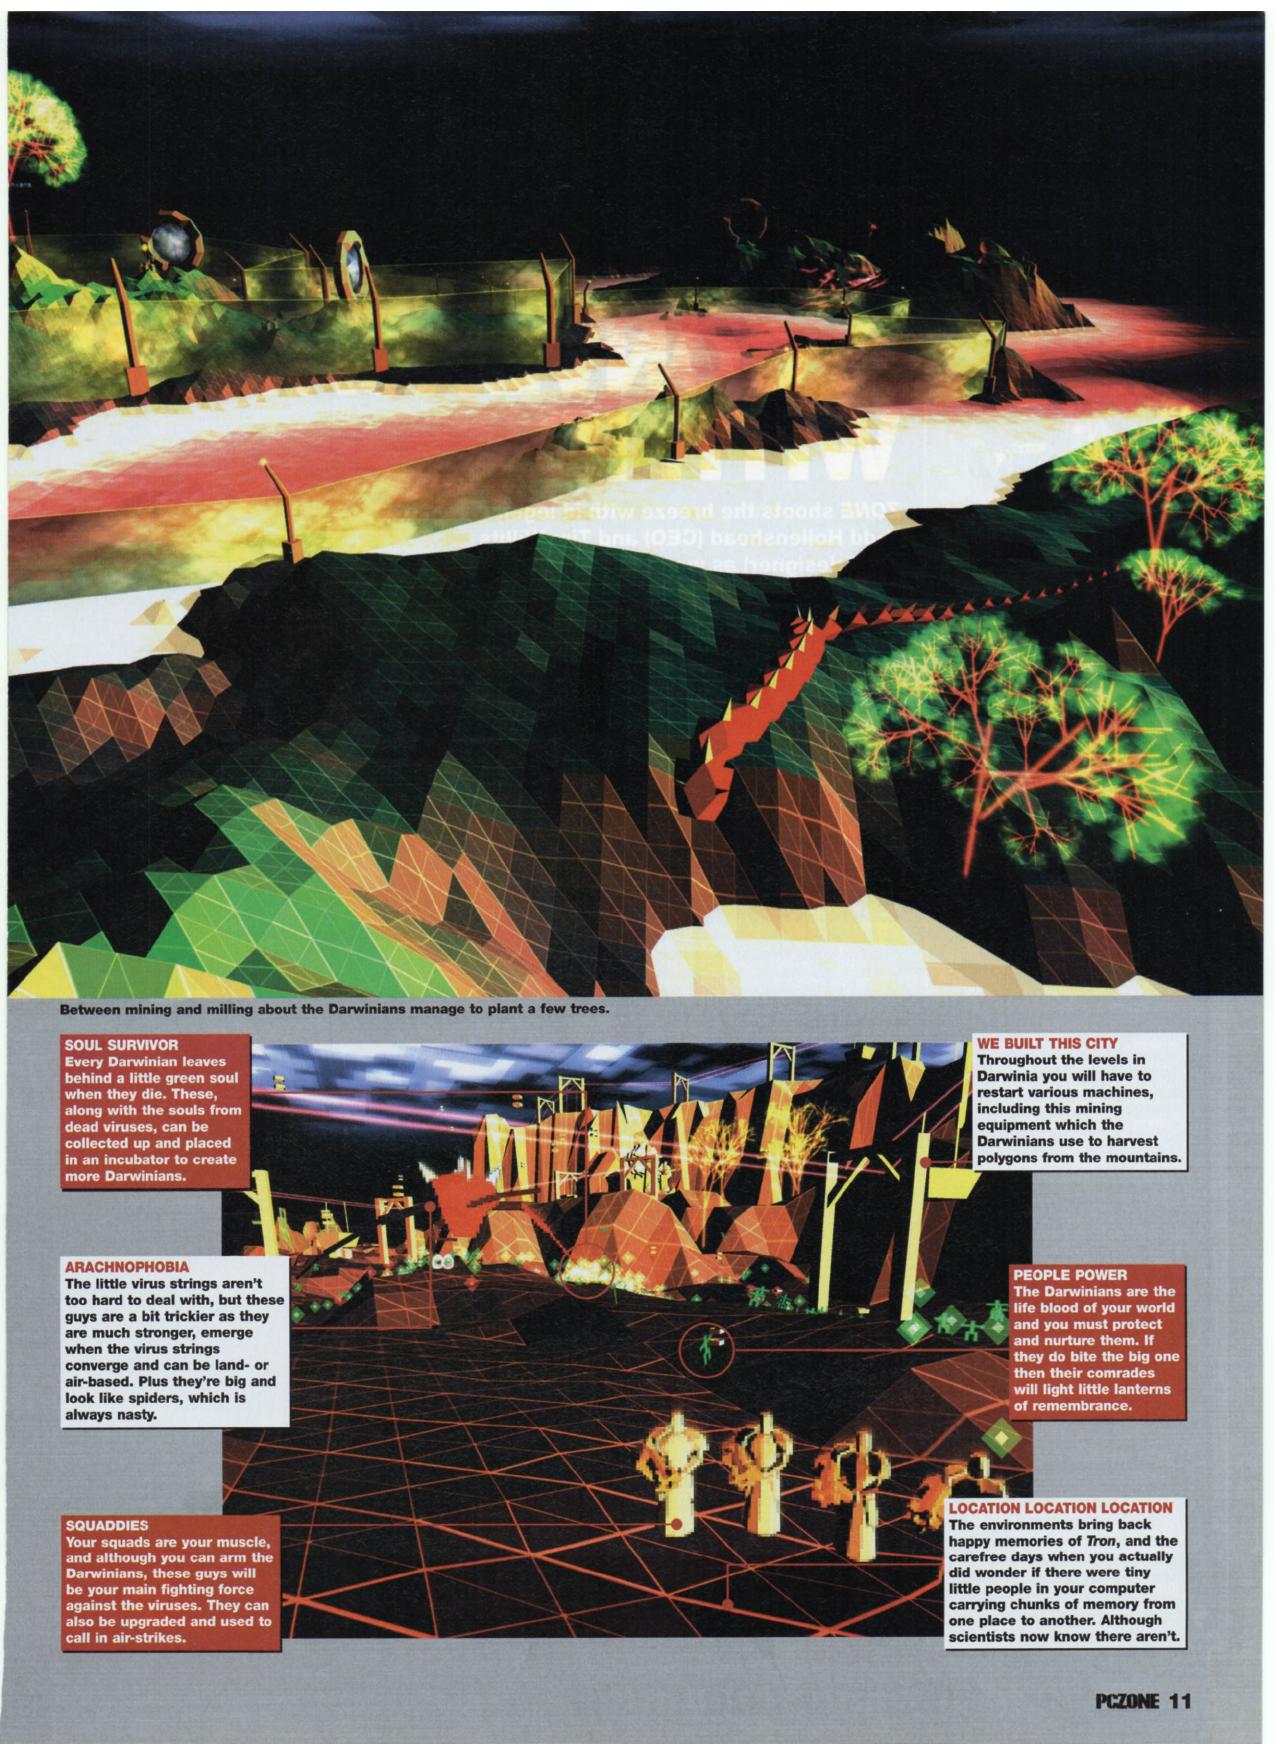 Between mining and milling about the Darwinians manage to plant a few trees.
SOUL SURVIVOR
Every Darwinian leaves
behind a little green soul
when they die. These,
along with the souls from
dead viruses, can be
collected up and placed
in an incubator to create
more Darwinians.
WE BUILT THIS CITY
Throughout the levels in
Darwinia you will have to
restart various machines,
including this mining
equipment which the
Darwinians use to harvest
polygons from the mountains.
ARACHNOPHOBIA
The little virus strings aren't
too hard to deal with, but these
guys are a bit trickier as they
are much stronger, emerge
when the virus strings
converge and can be land- or
air-based. Plus they're big and
look like spiders, which is
always nasty.
PEOPLE POWER
The Darwinians are the
life blood of your world
and you must protect
and nurture them. If
they do bite the big one
then their comrades
will light little lanterns
of remembrance.
SQUADDIES
Your squads are your muscle,
and although you can arm the
Darwinians, these guys will
be your main fighting force
against the viruses. They can
also be upgraded and used to
call in air-strikes.
LOCATION LOCATION LOCATION
The environments bring back
happy memories of Tron, and the
carefree days when you actually
did wonder if there were tiny
little people in your computer
carrying chunks of memory from
one place to another. Although
scientists now know there aren't.
PCZONE 11